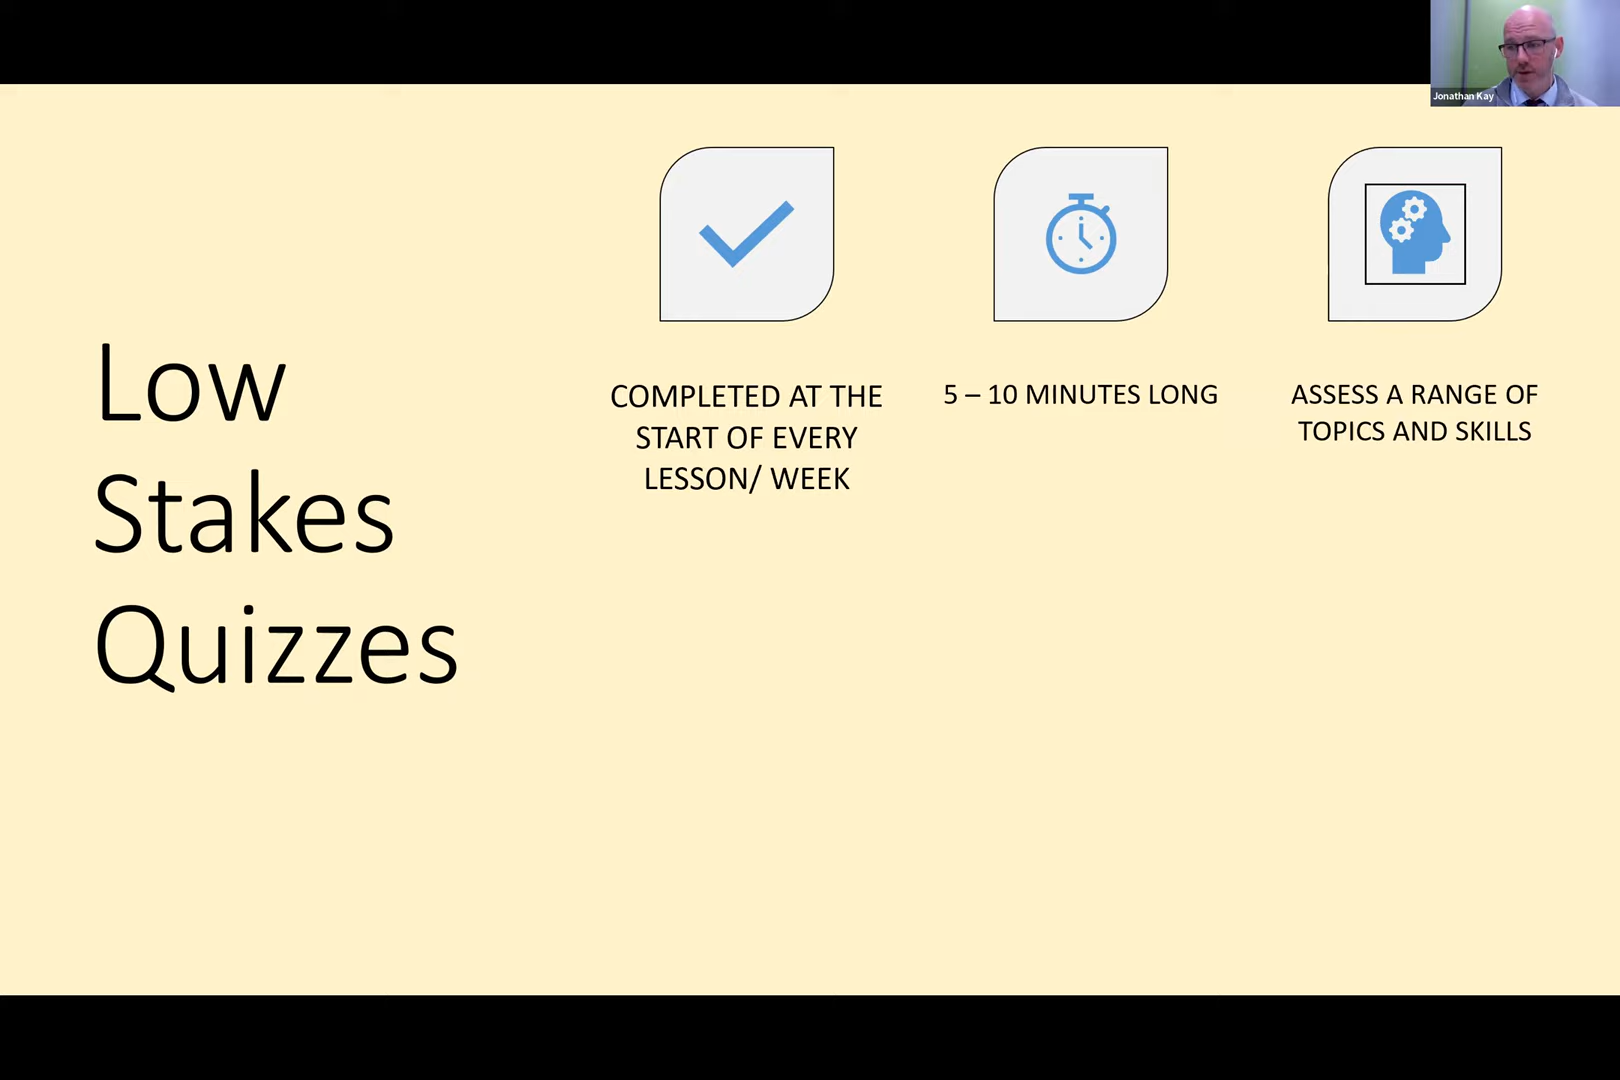 Jonathan Kay
Low
Stakes
Quizzes
COMPLETED AT THE
START OF EVERY
LESSON/ WEEK
5 – 10 MINUTES LONG
ASSESS A RANGE OF
TOPICS AND SKILLS